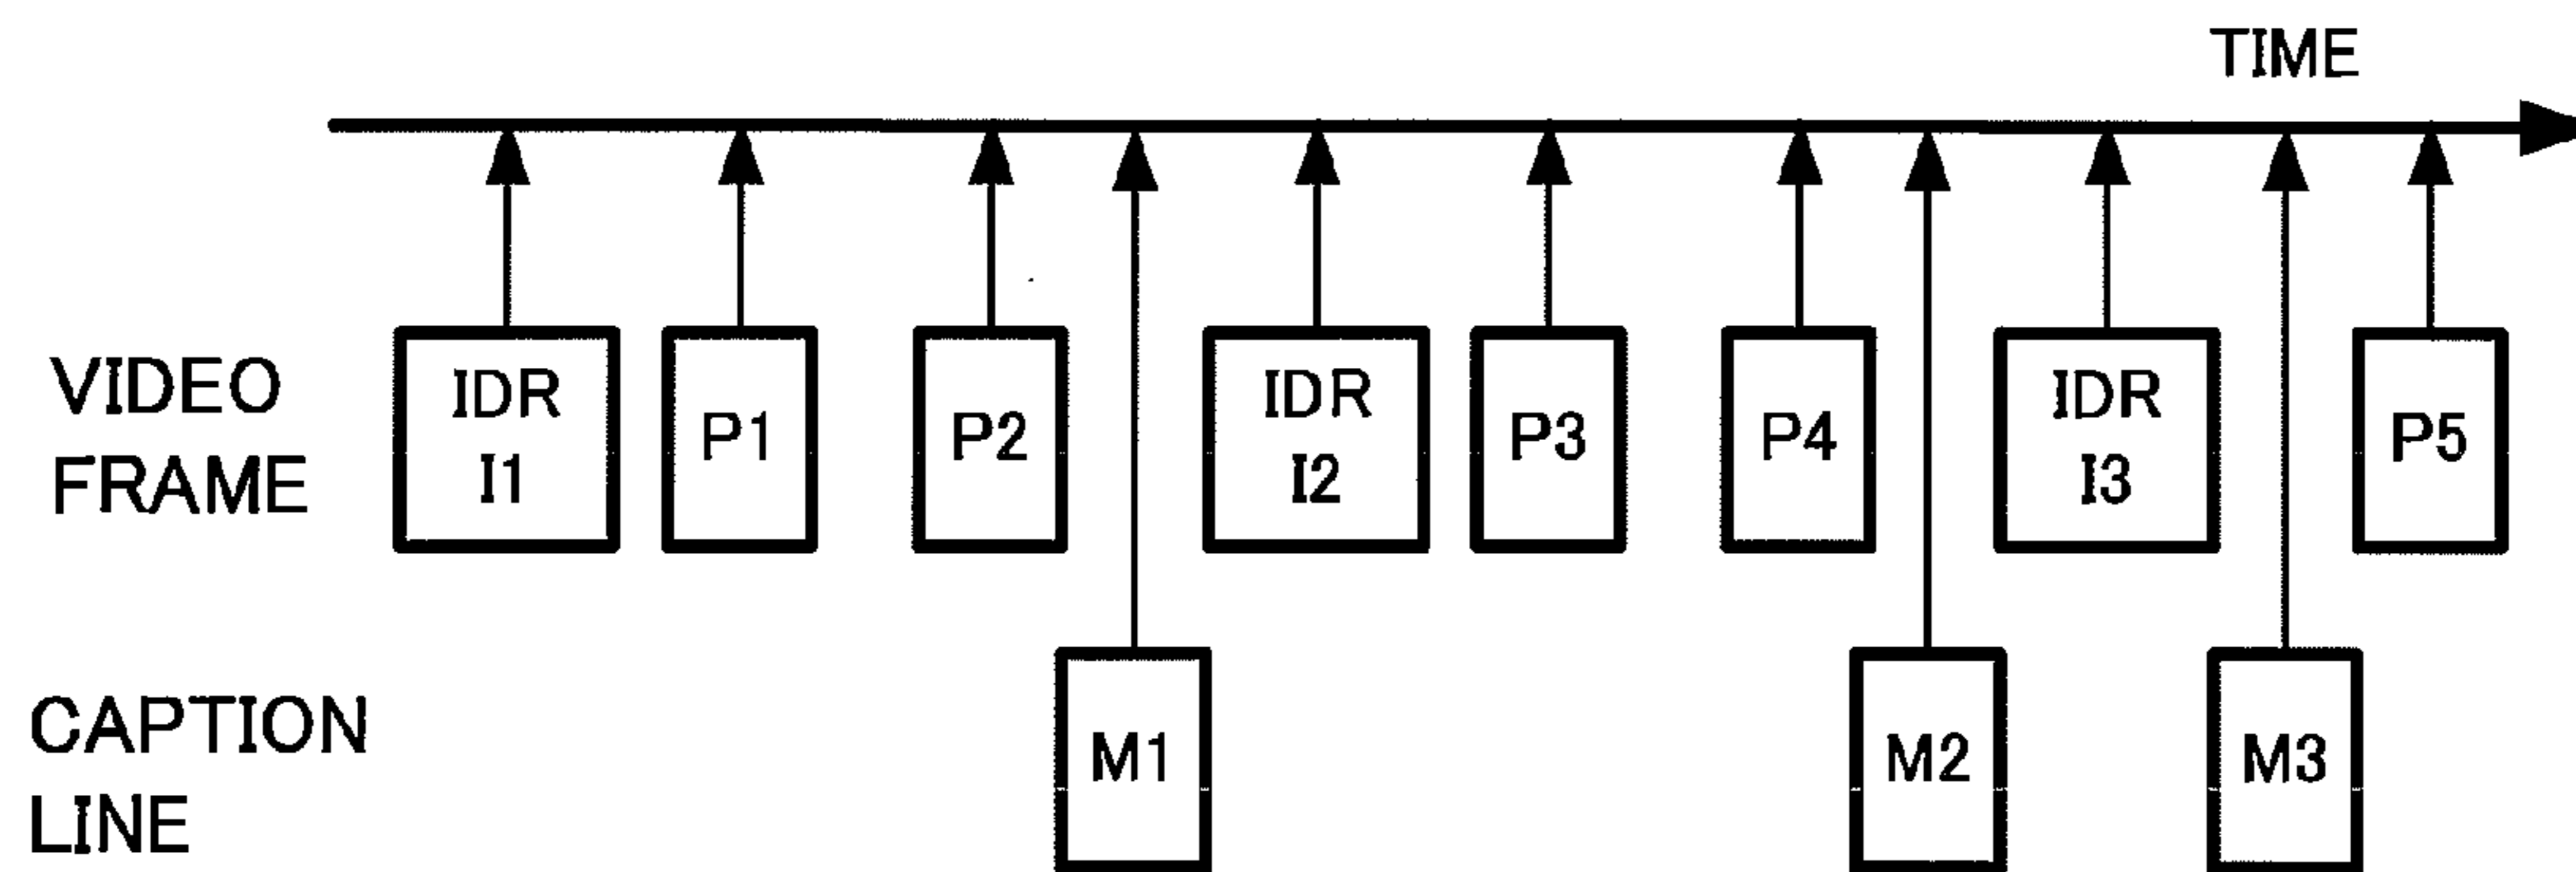 TIME
VIDEO
FRAME
IDR
I1
P1
P2
IDR
I2
P3
P4
IDR
I3
P5
CAPTION
LINE
M1
M2
M3